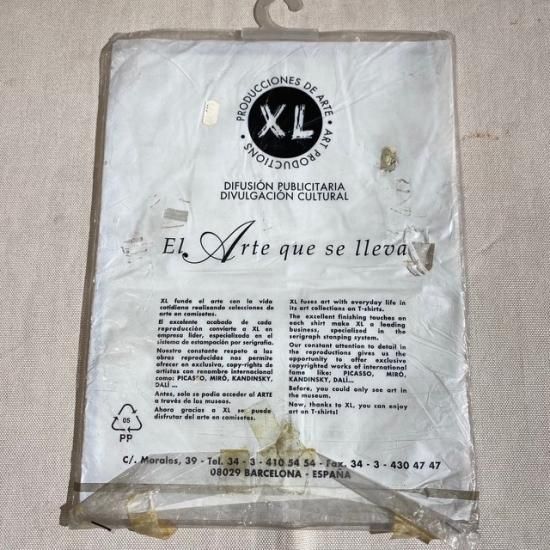 PRODUCCIONES DE ARTE • ART PRODUCTIONS •
XL
DIFUSIÓN PUBLICITARIA
DIVULGACIÓN CULTURAL
El Arte que se lleva
XL funde el arte con la vida
cotidiana realizando selecciones de
arte en camisetas.
El excelente acabado de cada
reproducción convierte a XL en
empresa líder, especializada en el
sistema de estampación por serigrafía.
Nuestro constante respeto a las
obras reproducidas nos permite
ofrecer en exclusiva, copy-rights de
artistas con renombre internacional
como: PICASSO, MIRÓ, KANDINSKY,
DALÍ ...
Antes, solo se podía acceder al ARTE
a través de los museos.
Ahora gracias a XL se puede
disfrutar del arte en camisetas.
XL fuses art with everyday life in
its art collections on T-shirts.
The excellent finishing touches on
each shirt make XL a leading
business, specialized in the
serigraph stamping system.
Our constant attention to detail in
the reproductions gives us the
opportunity to offer exclusive
copyrighted works of international
fame like: PICASSO, MIRÓ,
KANDINSKY, DALÍ...
Before, you could only see art in
the museum.
Now, thanks to XL, you can enjoy
art on T-shirts!
05
PP
C/. Morales, 39 - Tel. 34 - 3 - 410 54 54 - Fax. 34 - 3 - 430 47 47
08029 BARCELONA - ESPAÑA